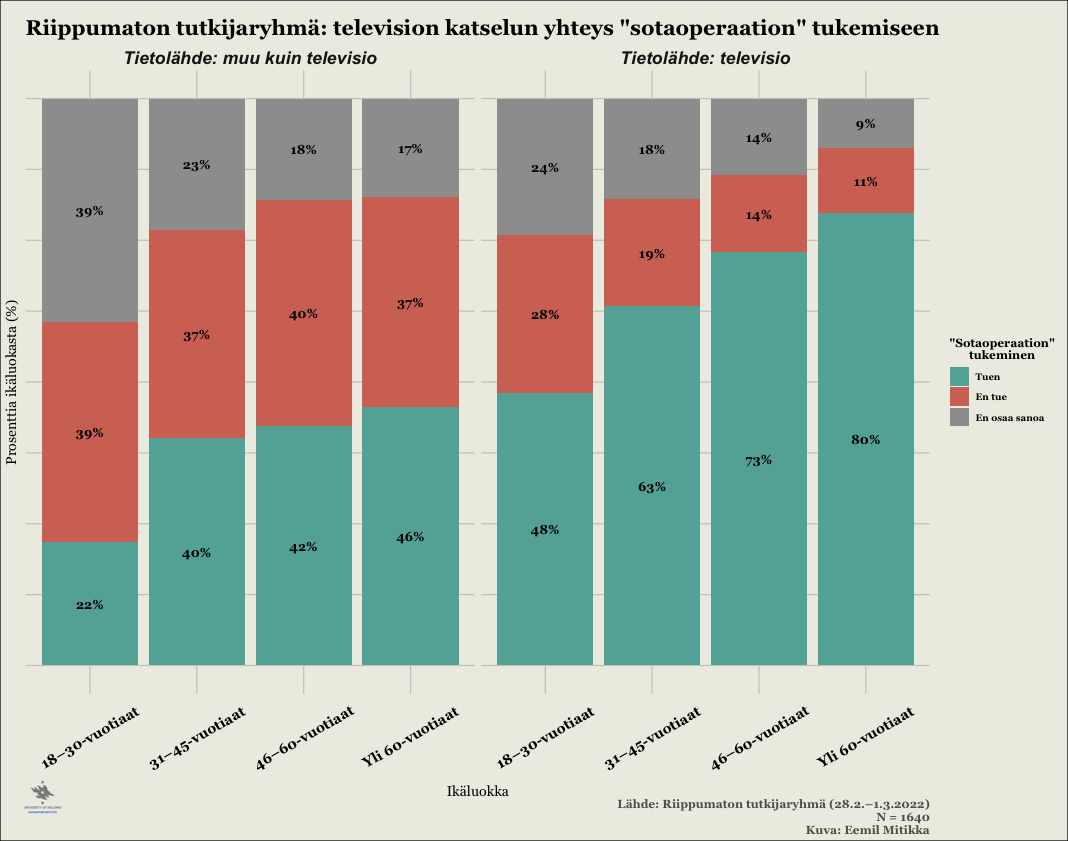 Riippumaton tutkijaryhmä: television katselun yhteys "sotaoperaation" tukemiseen
Tietolähde: muu kuin televisio
Tietolähde: televisio
Prosenttia ikäluokasta (%)
39%
23%
18%
17%
39%
37%
40%
37%
22%
40%
42%
46%
24%
18%
14%
9%
28%
19%
14%
11%
48%
63%
73%
80%
18–30-vuotiaat
31–45-vuotiaat
46–60-vuotiaat
Yli 60-vuotiaat
18–30-vuotiaat
31–45-vuotiaat
46–60-vuotiaat
Yli 60-vuotiaat
Ikäluokka
"Sotaoperaation"
tukeminen
Tuen
En tue
En osaa sanoa
UNIVERSITY OF HELSINKI
Lähde: Riippumaton tutkijaryhmä (28.2.–1.3.2022)
N = 1640
Kuva: Eemil Mitikka